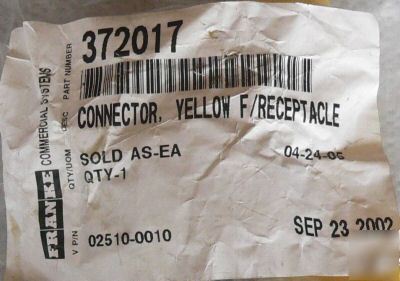 FRANKE COMMERCIAL SYSTEMS
PART NUMBER 372017
DESC CONNECTOR, YELLOW F/RECEPTACLE
QTY/UOM SOLD AS-EA 04-24-06
QTY-1
SEP 23 2002
V P/N 02510-0010